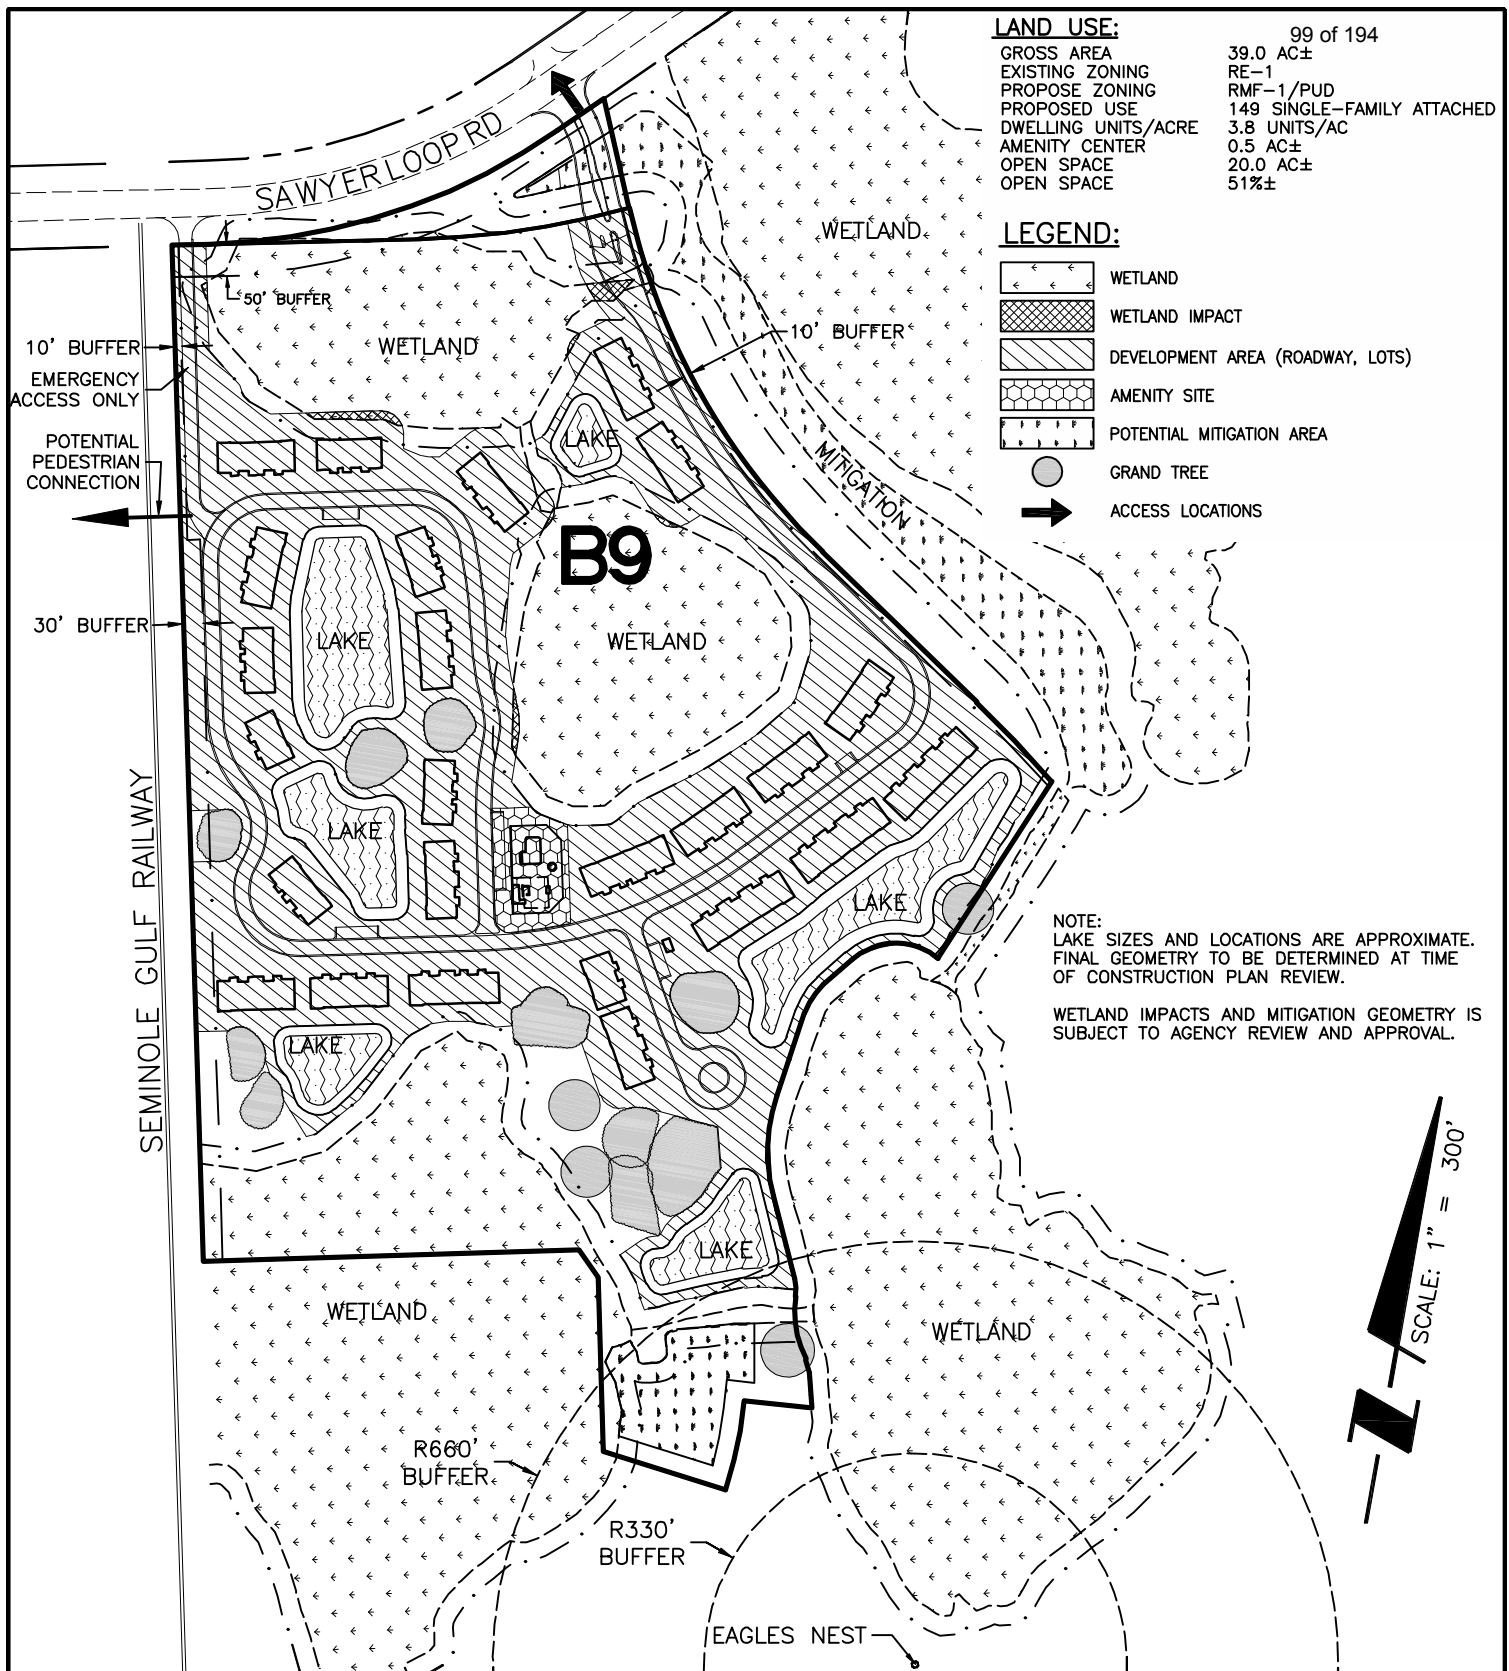 LAND USE:
99 of 194
GROSS AREA 39.0 AC±
EXISTING ZONING RE-1
PROPOSE ZONING RMF-1/PUD
PROPOSED USE 149 SINGLE-FAMILY ATTACHED
DWELLING UNITS/ACRE 3.8 UNITS/AC
AMENITY CENTER 0.5 AC±
OPEN SPACE 20.0 AC±
OPEN SPACE 51%±
LEGEND:
WETLAND
WETLAND IMPACT
DEVELOPMENT AREA (ROADWAY, LOTS)
AMENITY SITE
POTENTIAL MITIGATION AREA
GRAND TREE
ACCESS LOCATIONS
SAWYER LOOP RD
WETLAND
50' BUFFER
10' BUFFER
WETLAND
10' BUFFER
EMERGENCY
ACCESS ONLY
POTENTIAL
PEDESTRIAN
CONNECTION
LAKE
MITIGATION
B9
30' BUFFER
LAKE
WETLAND
LAKE
SEMINOLE GULF RAILWAY
LAKE
NOTE:
LAKE SIZES AND LOCATIONS ARE APPROXIMATE.
FINAL GEOMETRY TO BE DETERMINED AT TIME
OF CONSTRUCTION PLAN REVIEW.
WETLAND IMPACTS AND MITIGATION GEOMETRY IS
SUBJECT TO AGENCY REVIEW AND APPROVAL.
LAKE
LAKE
SCALE: 1" = 300'
WETLAND
WETLAND
N
R660'
BUFFER
R330'
BUFFER
EAGLES NEST